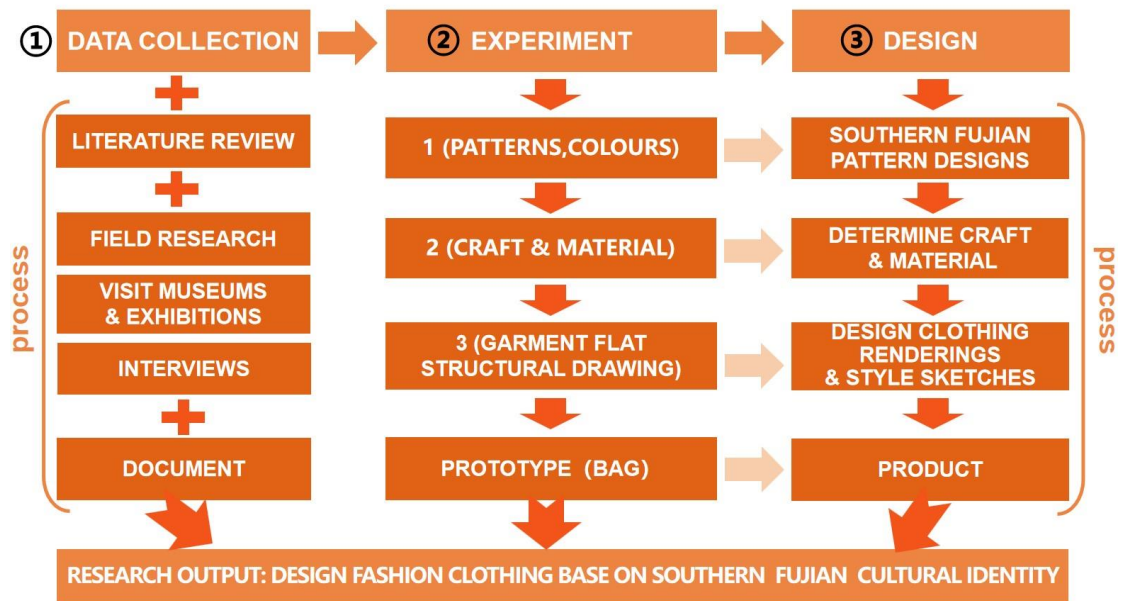 ① DATA COLLECTION
② EXPERIMENT
③ DESIGN
process
LITERATURE REVIEW
FIELD RESEARCH
VISIT MUSEUMS
& EXHIBITIONS
INTERVIEWS
DOCUMENT
1 (PATTERNS,COLOURS)
2 (CRAFT & MATERIAL)
3 (GARMENT FLAT
STRUCTURAL DRAWING)
PROTOTYPE (BAG)
SOUTHERN FUJIAN
PATTERN DESIGNS
DETERMINE CRAFT
& MATERIAL
DESIGN CLOTHING
RENDERINGS
& STYLE SKETCHES
PRODUCT
process
RESEARCH OUTPUT: DESIGN FASHION CLOTHING BASE ON SOUTHERN FUJIAN CULTURAL IDENTITY